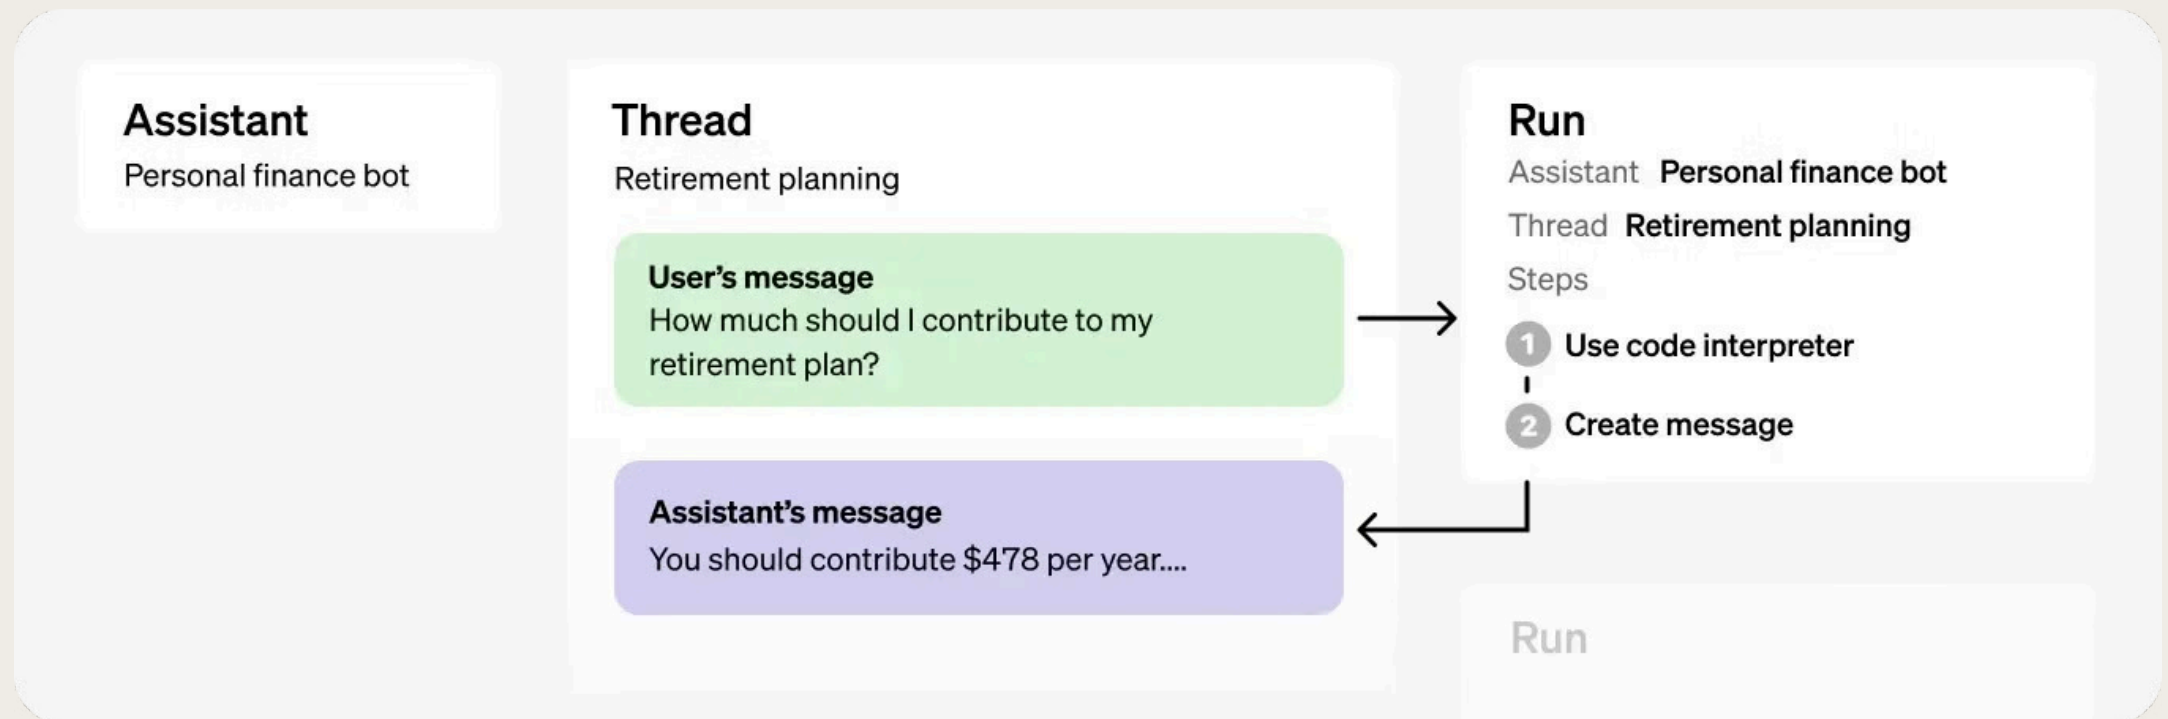 Assistant
Personal finance bot
Thread
Retirement planning
User’s message
How much should I contribute to my
retirement plan?
Assistant’s message
You should contribute $478 per year....
Run
Assistant Personal finance bot
Thread Retirement planning
Steps
1 Use code interpreter
2 Create message
Run